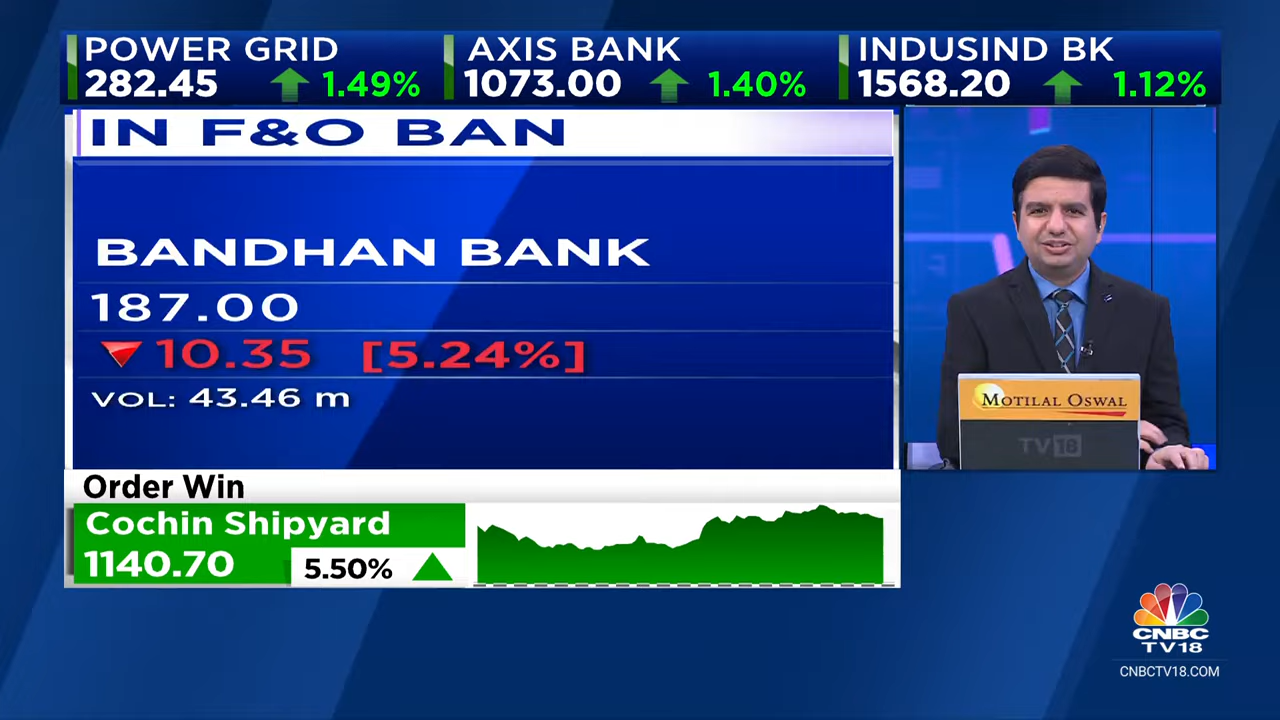 POWER GRID
282.45 1.49%
AXIS BANK
1073.00 1.40%
INDUSIND BK
1568.20 1.12%
IN F&O BAN
BANDHAN BANK
187.00
10.35 [5.24%]
VOL: 43.46 m
MOTILAL OSWAL
TV18
Order Win
Cochin Shipyard
1140.70 5.50%
CNBC
TV18
CNBCTV18.COM